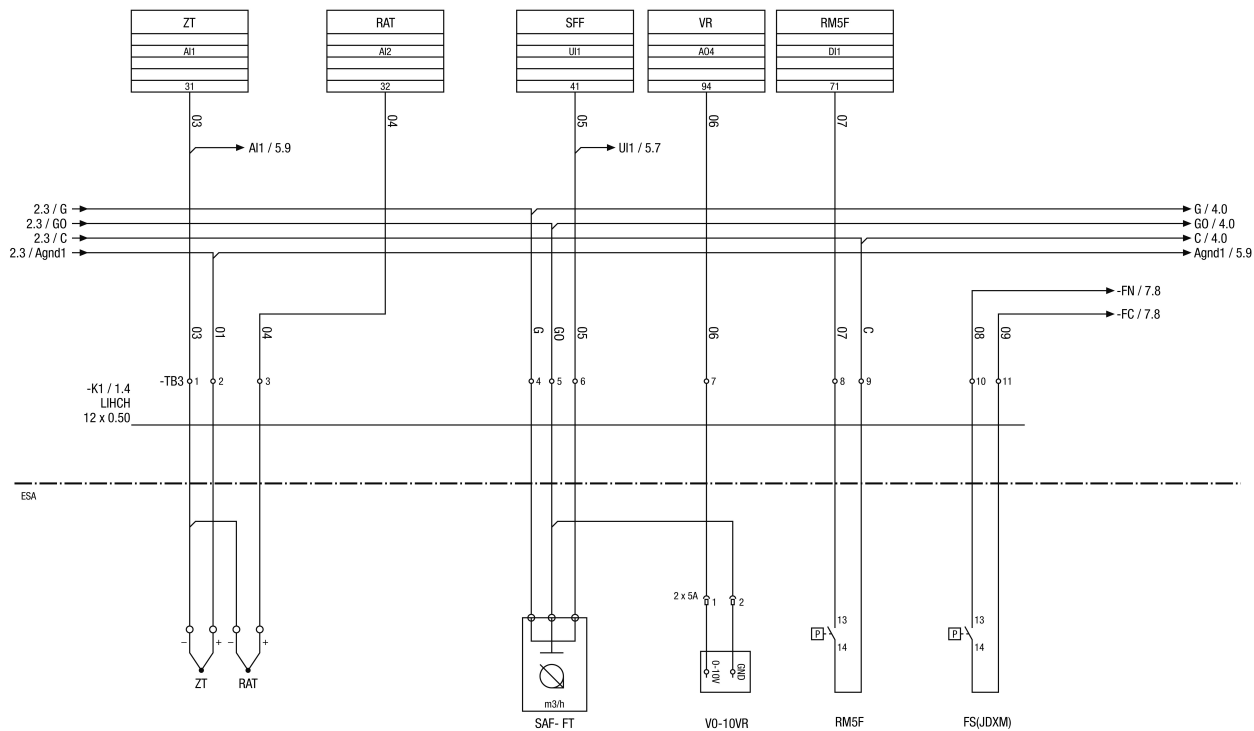 ZT RAT SFF VR RM5F
AI1 AI2 UI1 AO4 DI1
31 32 41 94 71
03 04 05 06 07
AI1 / 5.9 UI1 / 5.7
2.3 / G G / 4.0
2.3 / GO GO / 4.0
2.3 / C C / 4.0
2.3 / Agnd1 Agnd1 / 5.9
-FN / 7.8
-FC / 7.8
03 01 04 G GO 05 06 07 C 08 09
-TB3 1 2 3 4 5 6 7 8 9 10 11
-K1 / 1.4
LIHCH
12 x 0.50
ESA
2 x 5A 1 2
13 13
P P
14 14
- + - +
0-10V GND
ZT RAT
m3/h
SAF- FT V0-10VR RM5F FS(JDXM)